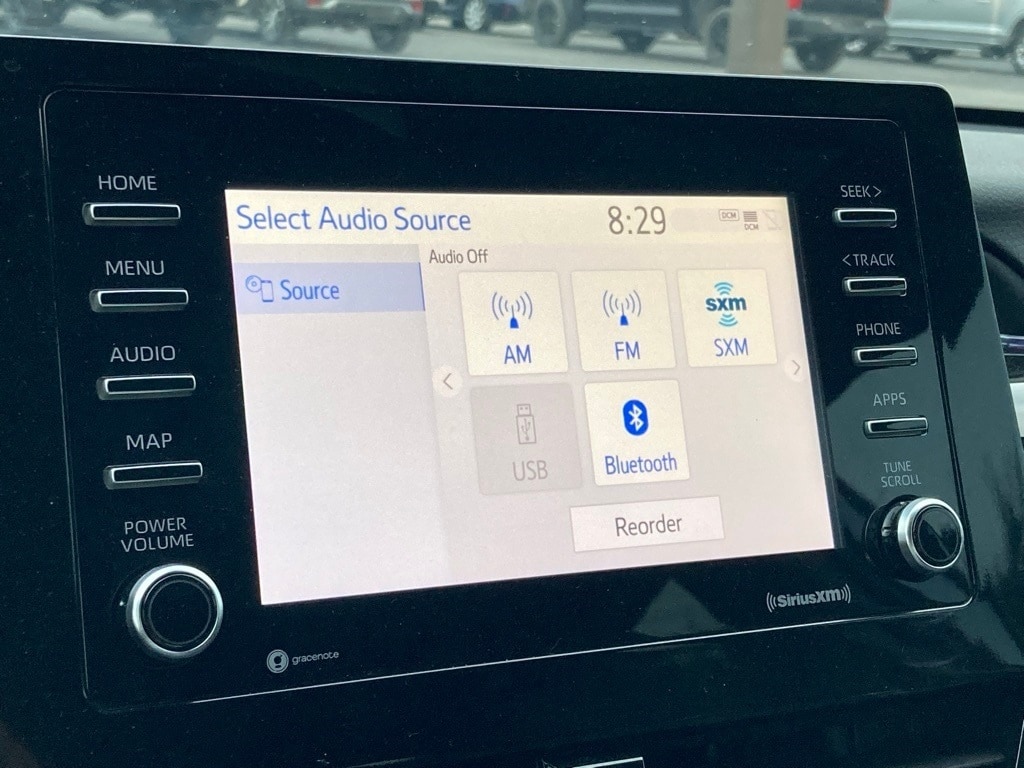 HOME
MENU
AUDIO
MAP
POWER
VOLUME
Select Audio Source
8:29
DCM
DCM
Source
Audio Off
AM
FM
sxm
SXM
USB
Bluetooth
Reorder
SEEK >
< TRACK
PHONE
APPS
TUNE
SCROLL
((SiriusXM))
gracenote